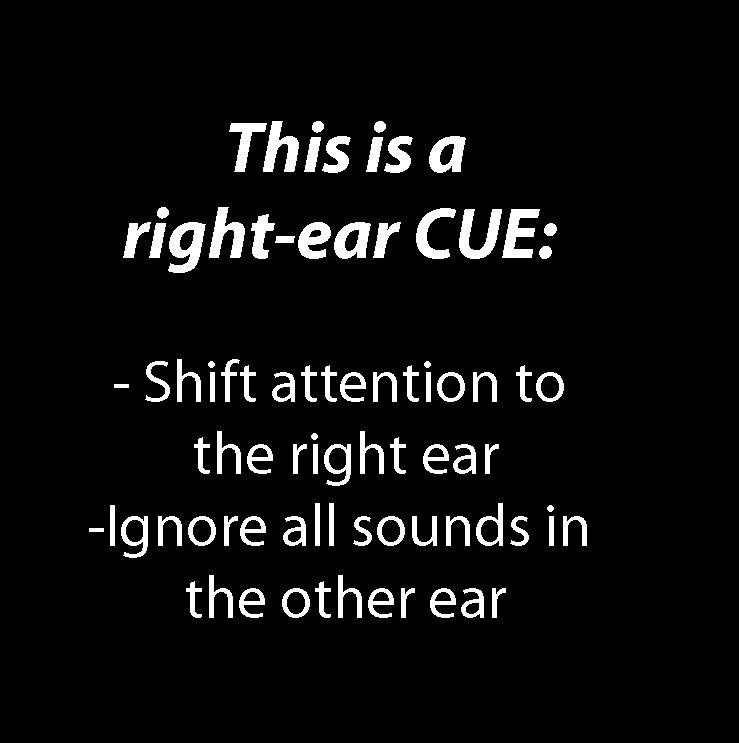 This is a
right-ear CUE:
- Shift attention to
the right ear
-Ignore all sounds in
the other ear